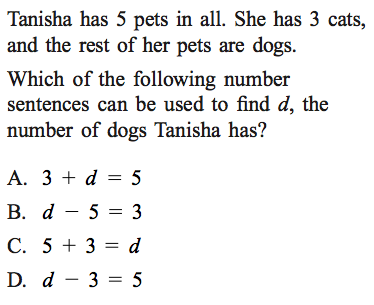 Tanisha has 5 pets in all. She has 3 cats,
and the rest of her pets are dogs.
Which of the following number
sentences can be used to find d, the
number of dogs Tanisha has?
A. 3 + d = 5
B. d − 5 = 3
C. 5 + 3 = d
D. d − 3 = 5